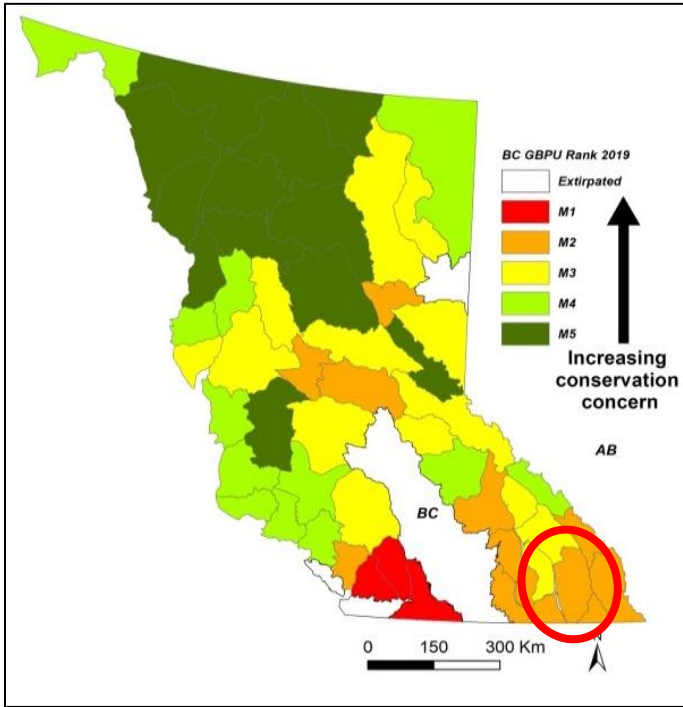 BC GBPU Rank 2019
Extirpated
M1
M2
M3
M4
M5
Increasing
conservation
concern
AB
BC
N
0 150 300 Km